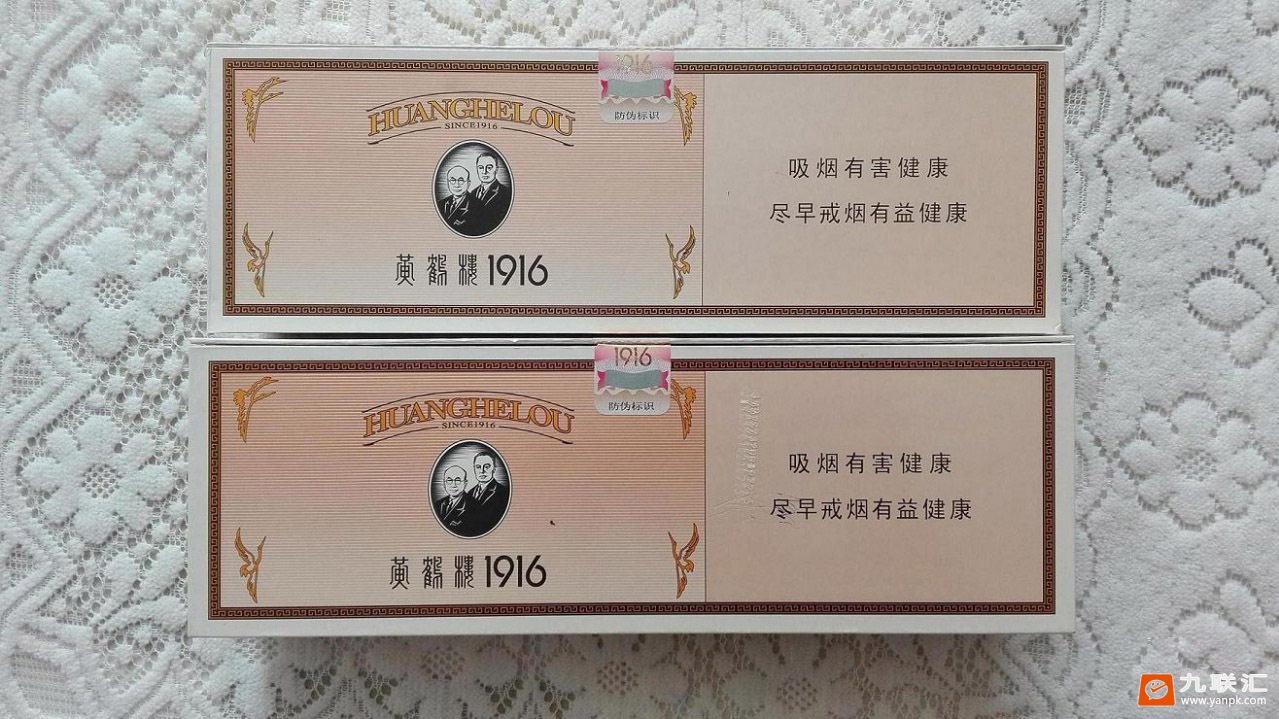 1916
防伪标识
HUANGHELOU
SINCE1916
黄鹤楼1916
吸烟有害健康
尽早戒烟有益健康
1916
防伪标识
HUANGHELOU
SINCE1916
黄鹤楼1916
吸烟有害健康
尽早戒烟有益健康
九联汇
www.yanpk.com